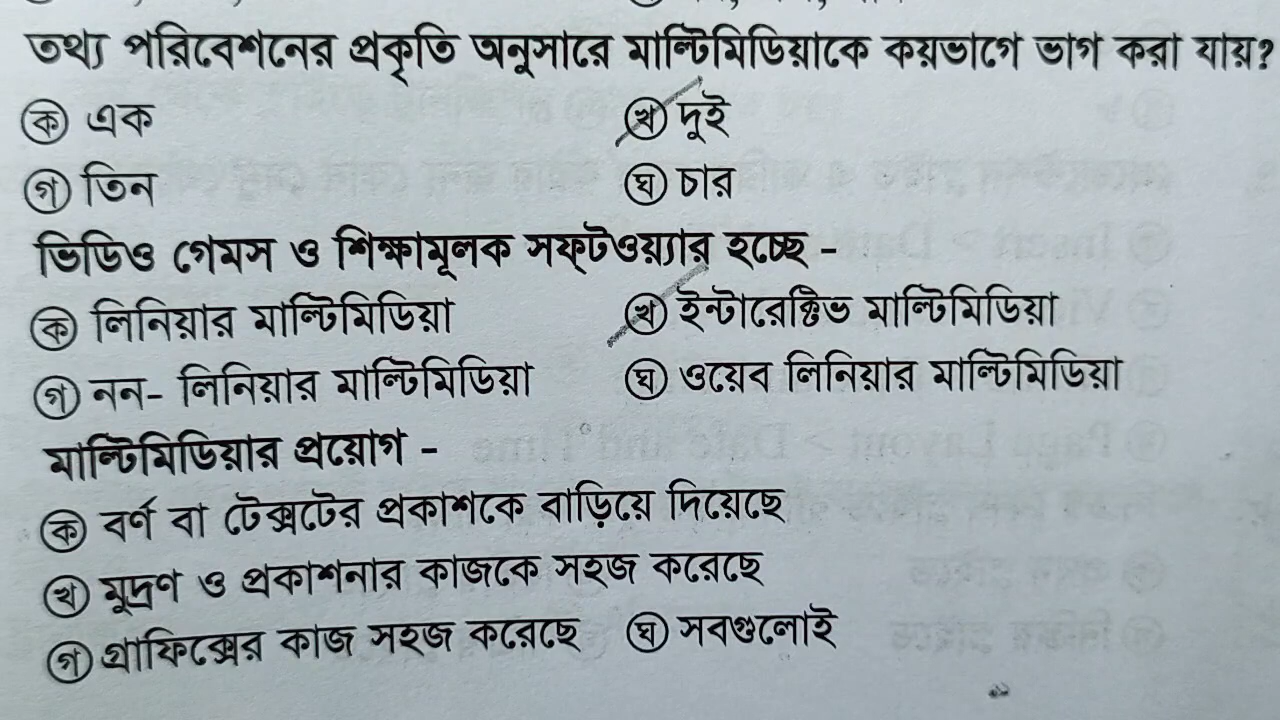 তথ্য পরিবেশনের প্রকৃতি অনুসারে মাল্টিমিডিয়াকে কয়ভাগে ভাগ করা যায়?
ক এক খ দুই
গ তিন ঘ চার
ভিডিও গেমস ও শিক্ষামূলক সফ্টওয়্যার হচ্ছে -
ক লিনিয়ার মাল্টিমিডিয়া খ ইন্টারেক্টিভ মাল্টিমিডিয়া
গ নন- লিনিয়ার মাল্টিমিডিয়া ঘ ওয়েব লিনিয়ার মাল্টিমিডিয়া
মাল্টিমিডিয়ার প্রয়োগ -
ক বর্ণ বা টেক্সটের প্রকাশকে বাড়িয়ে দিয়েছে
খ মুদ্রণ ও প্রকাশনার কাজকে সহজ করেছে
গ গ্রাফিক্সের কাজ সহজ করেছে ঘ সবগুলোই